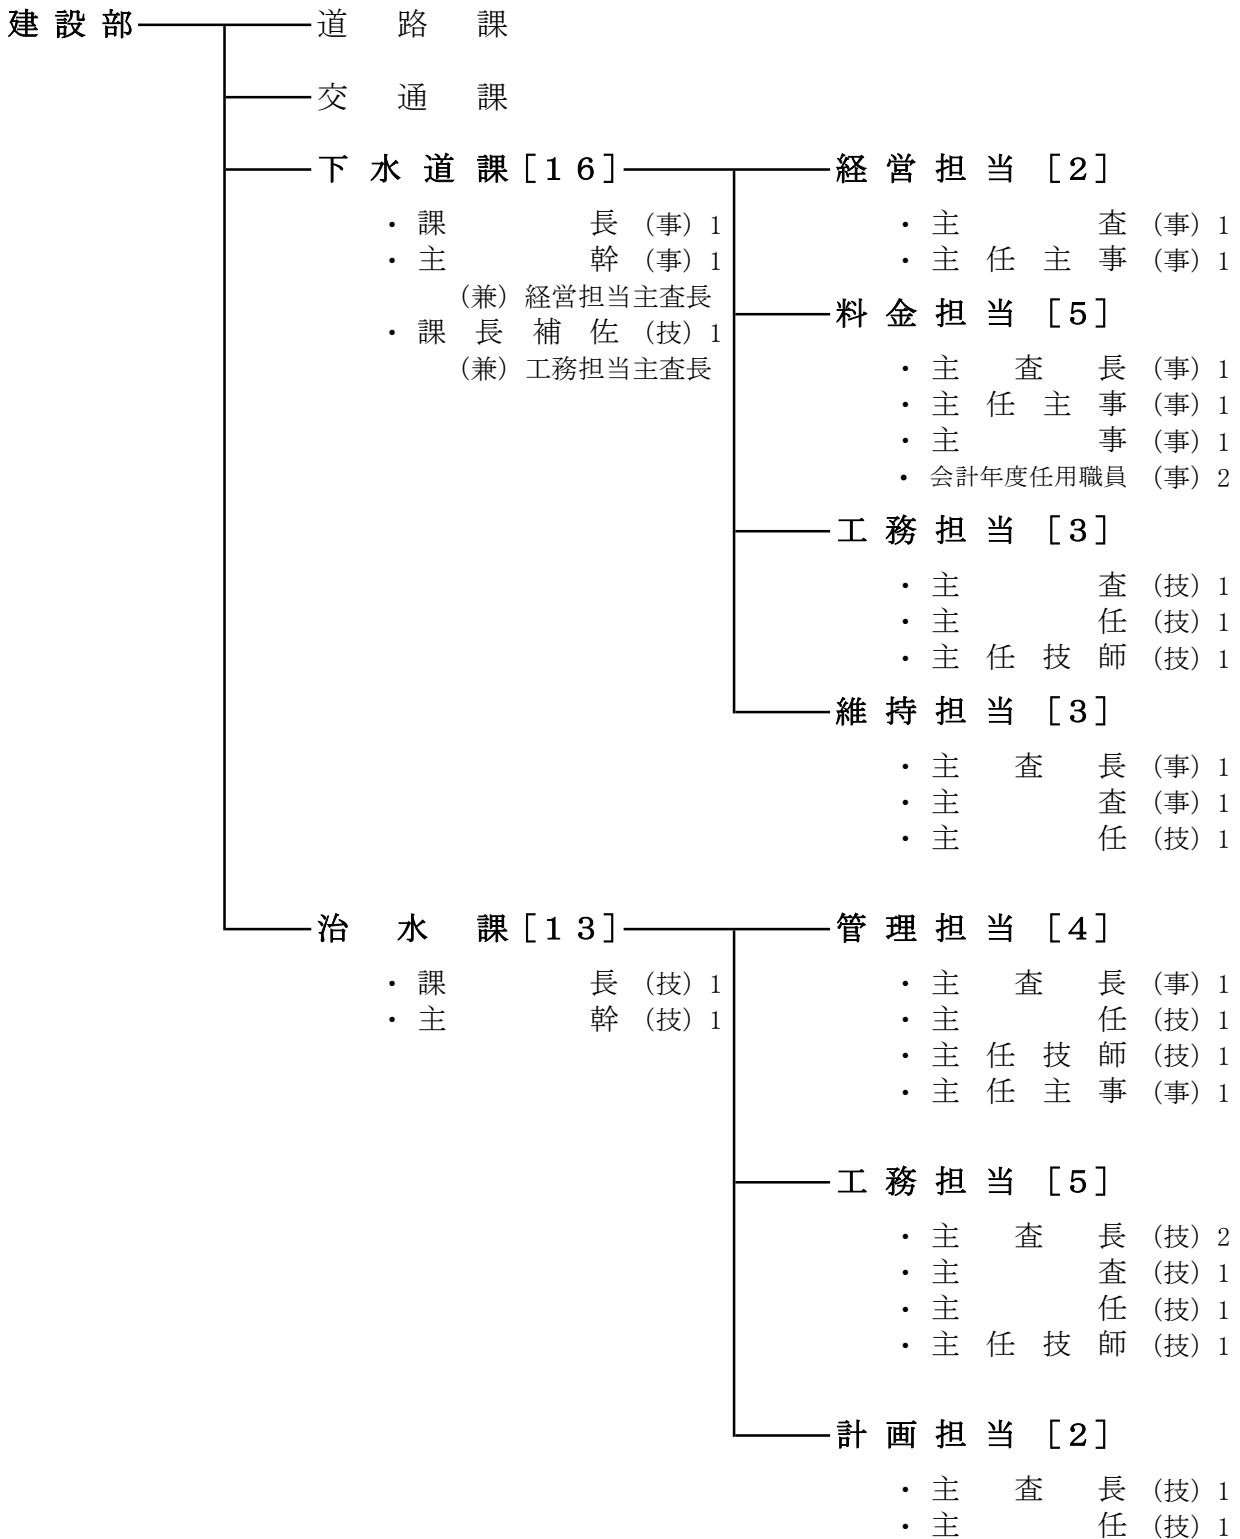 建設部 道路課
交通課
下水道課［１６］ 経営担当［２］
・課長（事）1 ・主査（事）1
・主幹（事）1 ・主任主事（事）1
（兼）経営担当主査長 料金担当［５］
・課長補佐（技）1
（兼）工務担当主査長 ・主査長（事）1
・主任主事（事）1
・主事（事）1
・会計年度任用職員（事）2
工務担当［３］
・主査（技）1
・主任（技）1
・主任技師（技）1
維持担当［３］
・主査長（事）1
・主査（事）1
・主任（技）1
治水課［１３］ 管理担当［４］
・課長（技）1 ・主査長（事）1
・主幹（技）1 ・主任（技）1
・主任技師（技）1
・主任主事（事）1
工務担当［５］
・主査長（技）2
・主査（技）1
・主任（技）1
・主任技師（技）1
計画担当［２］
・主査長（技）1
・主任（技）1